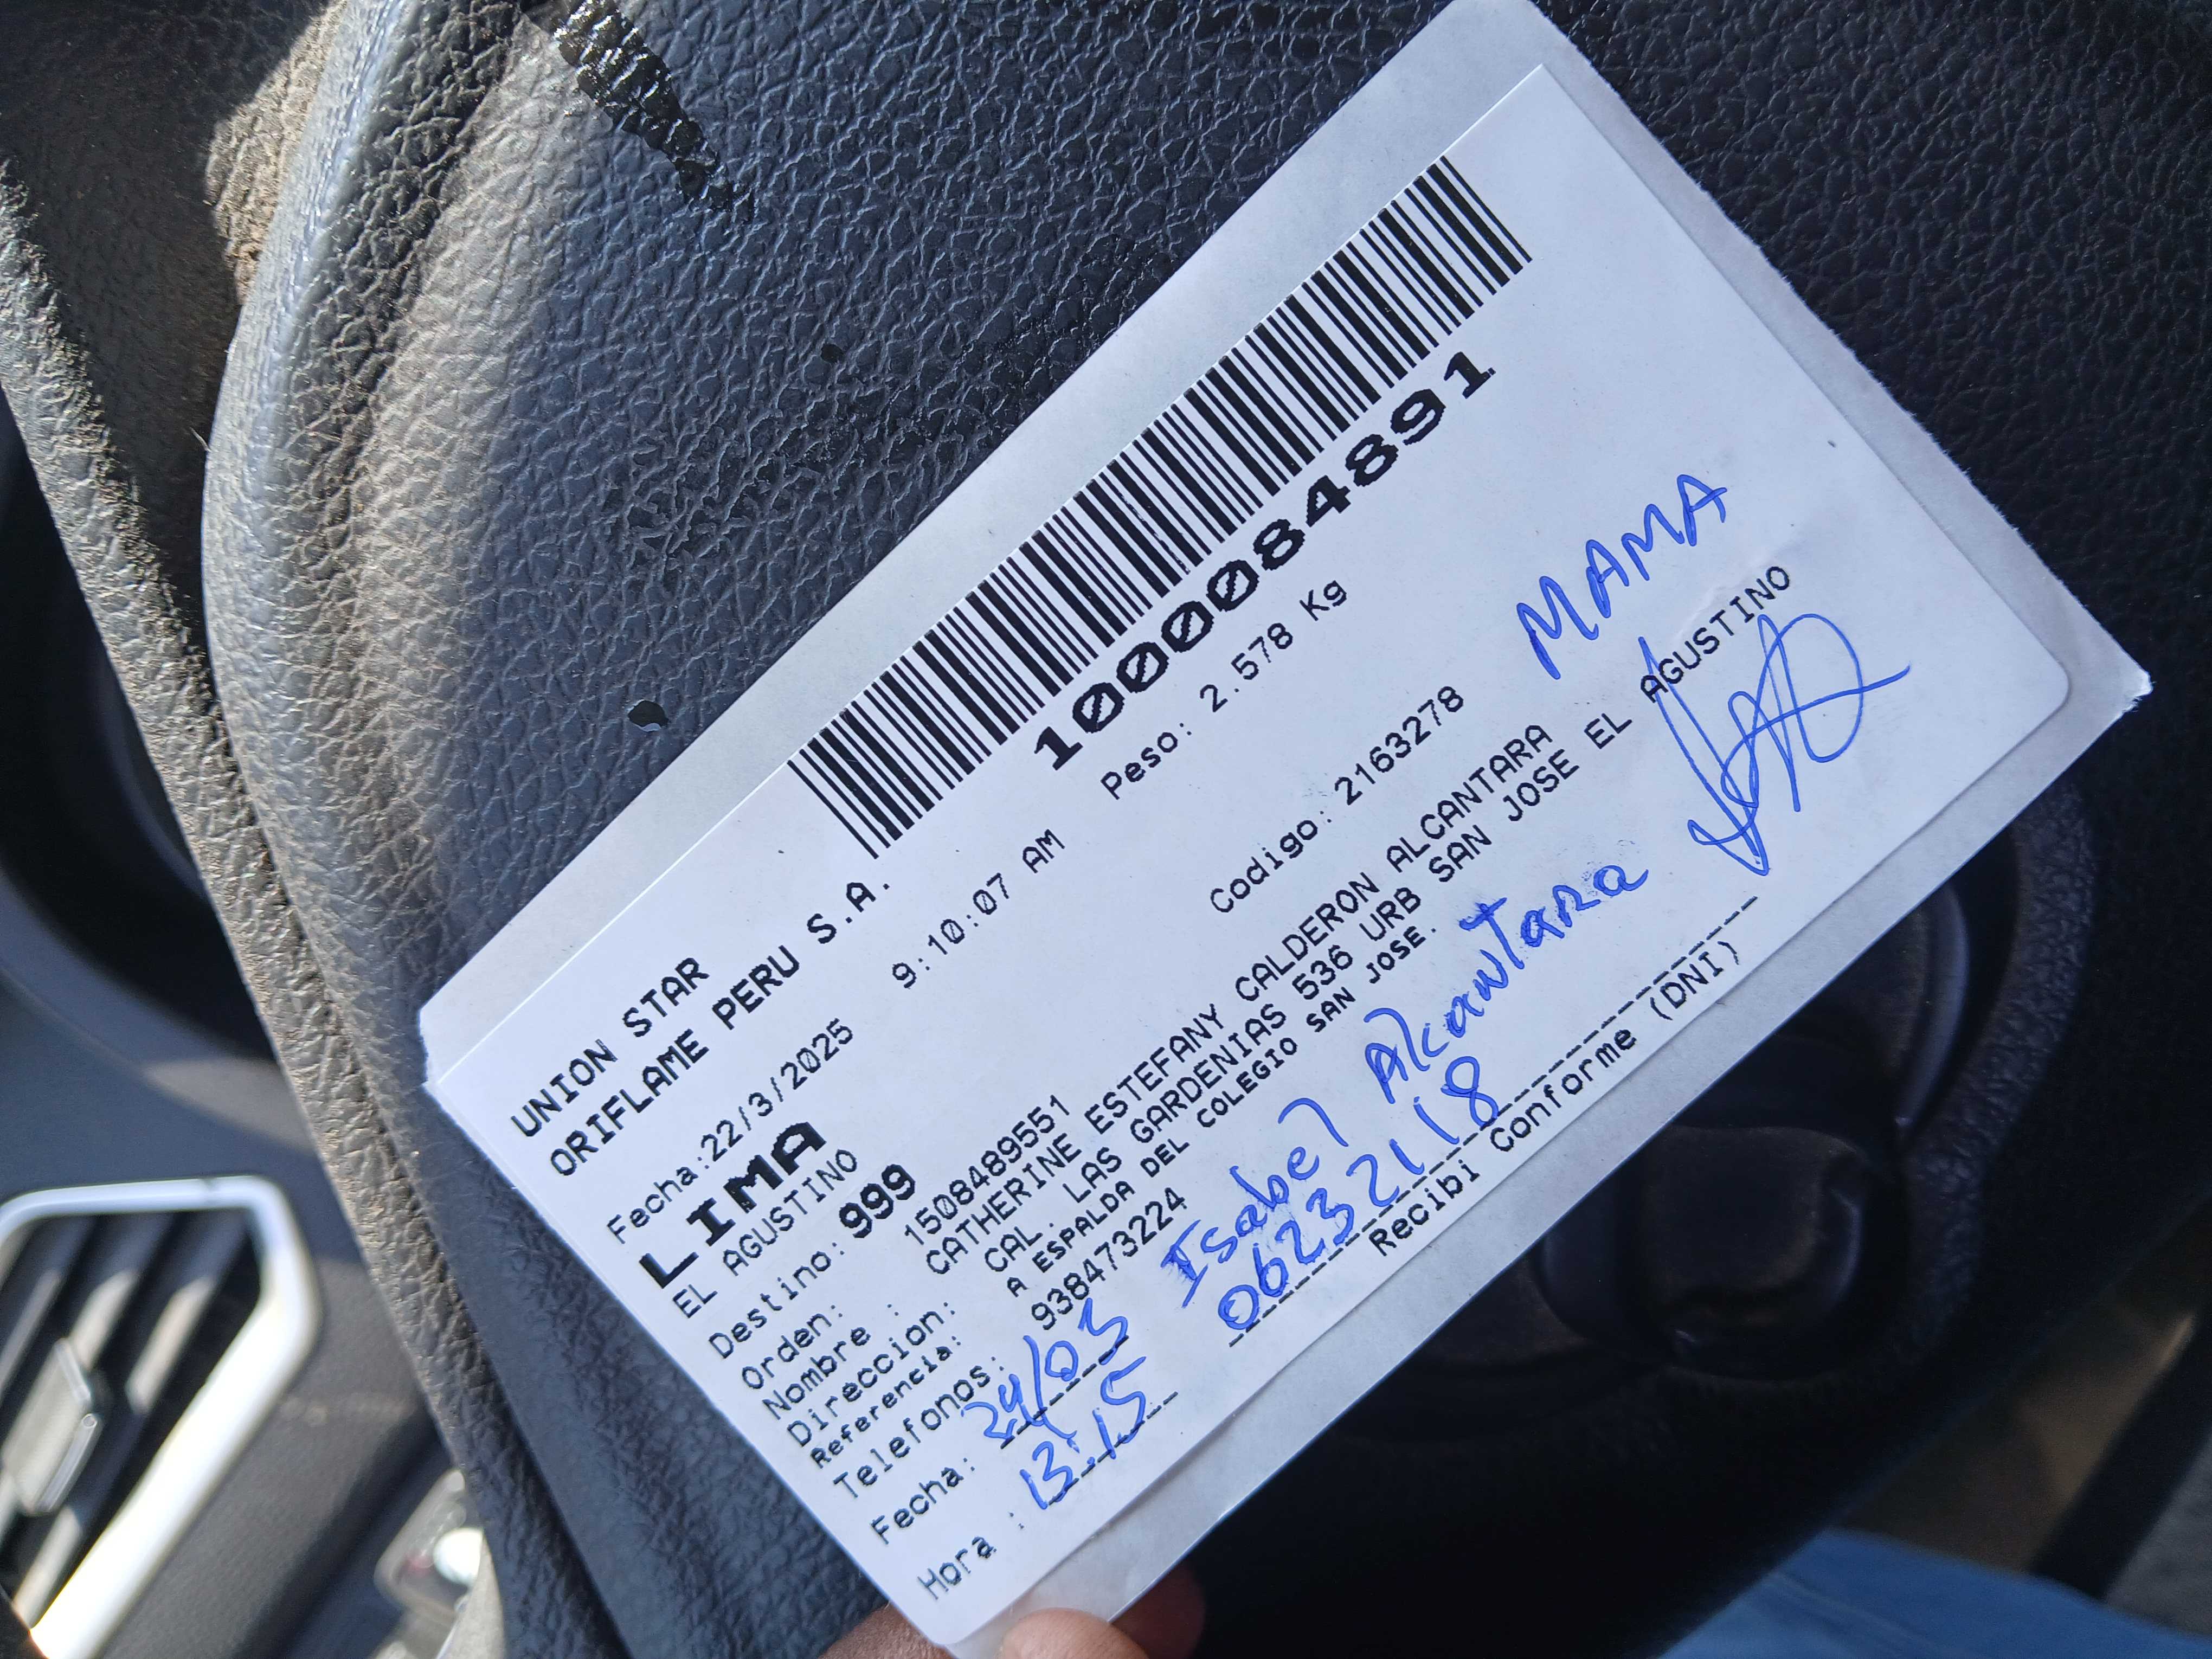 UNION STAR
ORIFLAME PERU S.A.
1000084891
Fecha:22/3/2025 9:10:07 AM Peso: 2.578 Kg
LIMA
EL AGUSTINO
Destino: 999 Codigo: 2163278
MAMA
Orden: 1508489551
Nombre : CATHERINE ESTEFANY CALDERON ALCANTARA
Direccion: CAL. LAS GARDENIAS 536 URB SAN JOSE EL AGUSTINO
Referencia: A ESPALDA DEL COLEGIO SAN JOSE.
Telefonos: 938473224
Isabel Alcantara
Fecha: 24/03 06232118
Hora : 13:15 Recibi Conforme (DNI)